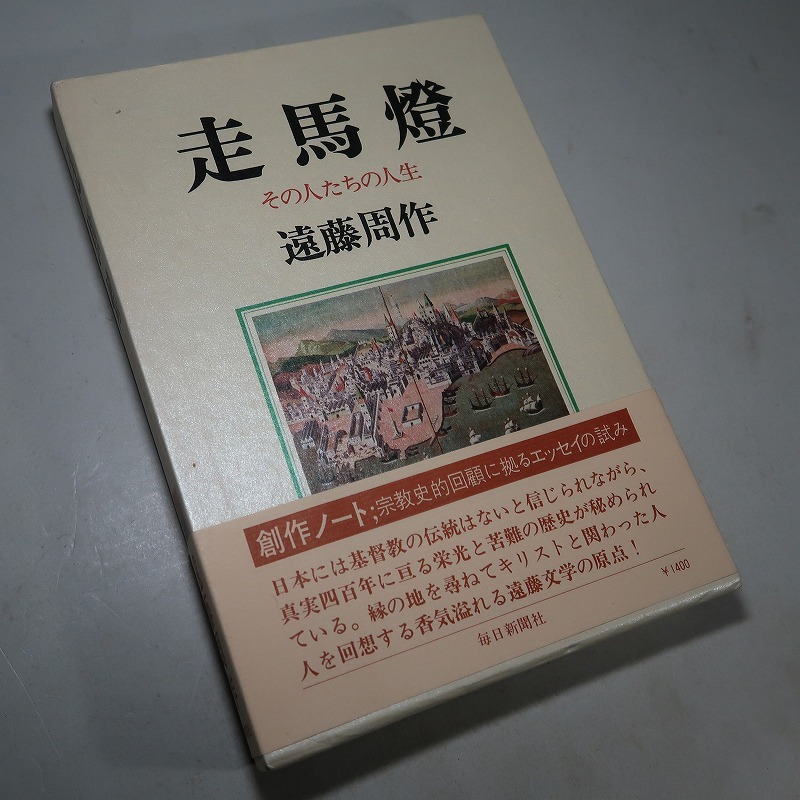 走馬燈
その人たちの人生
遠藤周作
創作ノート;宗教史的回顧に拠るエッセイの試み
日本には基督教の伝統はないと信じられながら、
真実四百年に亘る栄光と苦難の歴史が秘められ
ている。縁の地を尋ねてキリストと関わった人
人を回想する香気溢れる遠藤文学の原点！
￥1400
毎日新聞社